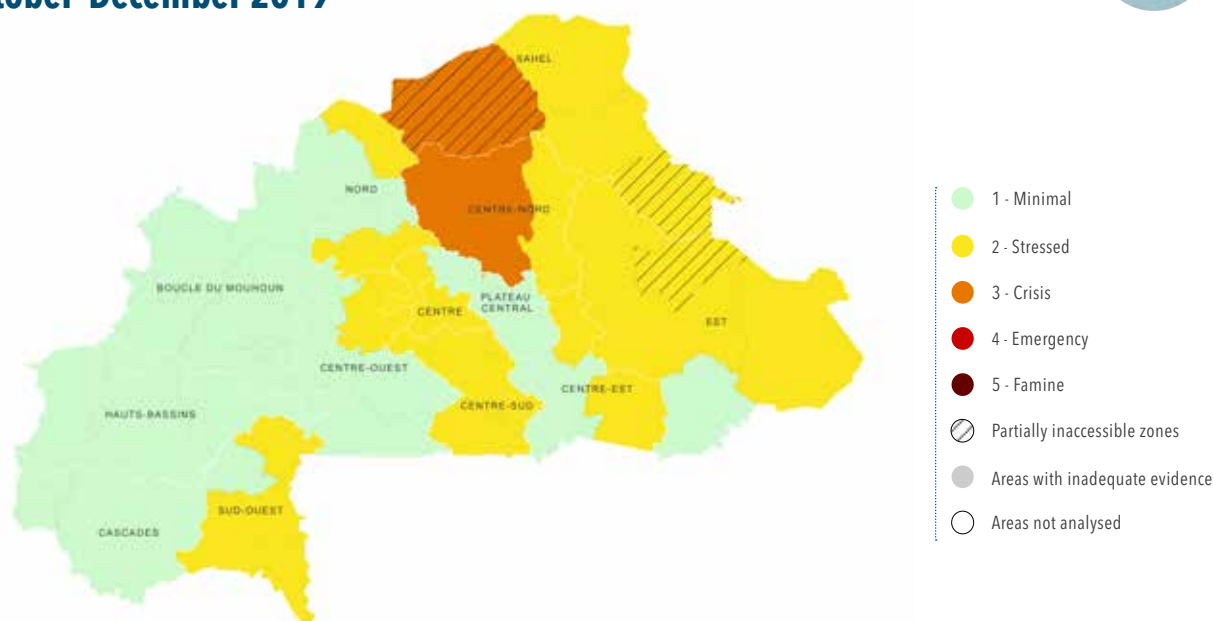 tober-December 2019
SAHEL
NORD
CENTRE-NORD
BOUCLE DU MOUHOUN
PLATEAU
CENTRAL
CENTRE
EST
CENTRE-OUEST
CENTRE-EST
CENTRE-SUD
HAUTS-BASSINS
SUD-OUEST
CASCADES
1 - Minimal
2 - Stressed
3 - Crisis
4 - Emergency
5 - Famine
Partially inaccessible zones
Areas with inadequate evidence
Areas not analysed